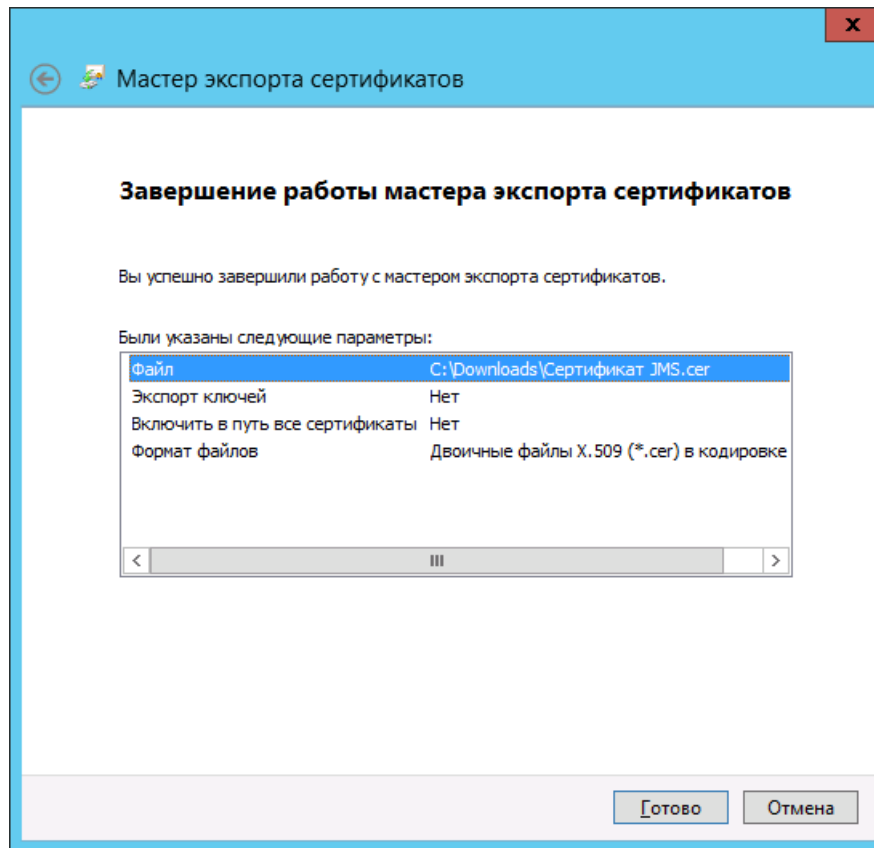 x
Мастер экспорта сертификатов
Завершение работы мастера экспорта сертификатов
Вы успешно завершили работу с мастером экспорта сертификатов.
Были указаны следующие параметры:
Файл C:\Downloads\Сертификат JMS.cer
Экспорт ключей Нет
Включить в путь все сертификаты Нет
Формат файлов Двоичные файлы X.509 (*.cer) в кодировке
Готово Отмена